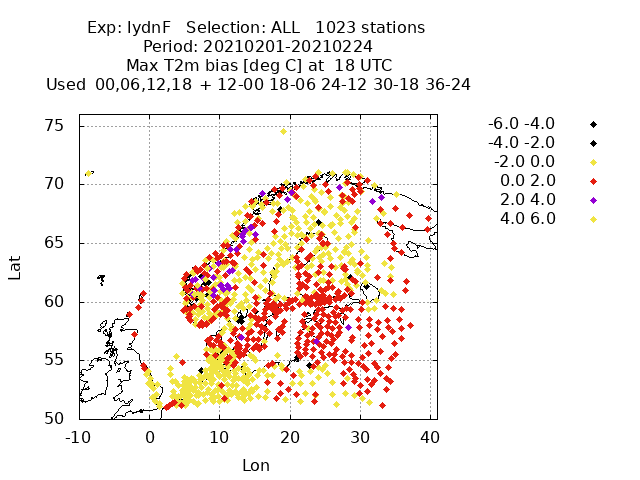 Exp: IydnF   Selection: ALL   1023 stations
Period: 20210201-20210224
Max T2m bias [deg C] at  18 UTC
Used  00,06,12,18  + 12-00 18-06 24-12 30-18 36-24
-6.0 -4.0
-4.0 -2.0
-2.0 0.0
0.0 2.0
2.0 4.0
4.0 6.0
75
70
65
60
55
50
Lat
-10 0 10 20 30 40
Lon